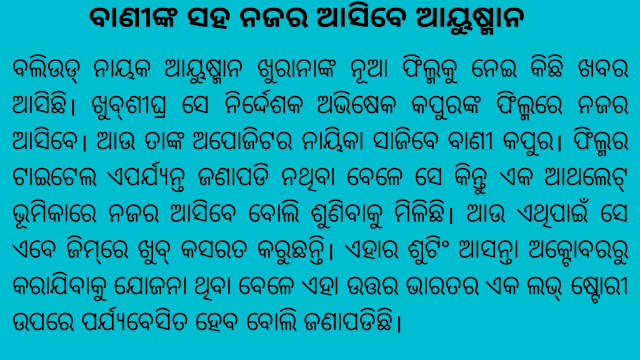 ବାଣୀଙ୍କ ସହ ନଜର ଆସିବେ ଆୟୁଷ୍ମାନ
ବଲିଉଡ୍ ନାୟକ ଆୟୁଷ୍ମାନ ଖୁରାନାଙ୍କ ନୂଆ ଫିଲ୍ମକୁ ନେଇ କିଛି ଖବର
ଆସିଛି। ଖୁବ୍‌ଶୀଘ୍ର ସେ ନିର୍ଦ୍ଦେଶକ ଅଭିଷେକ କପୁରଙ୍କ ଫିଲ୍ମରେ ନଜର
ଆସିବେ। ଆଉ ତାଙ୍କ ଅପୋଜିଟର ନାୟିକା ସାଜିବେ ବାଣୀ କପୁର। ଫିଲ୍ମର
ଟାଇଟେଲ ଏପର୍ଯ୍ୟନ୍ତ ଜଣାପଡି ନଥିବା ବେଳେ ସେ କିନ୍ତୁ ଏକ ଆଥଲେଟ୍
ଭୂମିକାରେ ନଜର ଆସିବେ ବୋଲି ଶୁଣିବାକୁ ମିଳିଛି। ଆଉ ଏଥିପାଇଁ ସେ
ଏବେ ଜିମ୍‌ରେ ଖୁବ୍ କସରତ କରୁଛନ୍ତି। ଏହାର ଶୁଟିଂ ଆସନ୍ତା ଅକ୍ଟୋବରରୁ
କରାଯିବାକୁ ଯୋଜନା ଥିବା ବେଳେ ଏହା ଉତ୍ତର ଭାରତର ଏକ ଲଭ୍ ଷ୍ଟୋରୀ
ଉପରେ ପର୍ଯ୍ୟବେସିତ ହେବ ବୋଲି ଜଣାପଡିଛି।